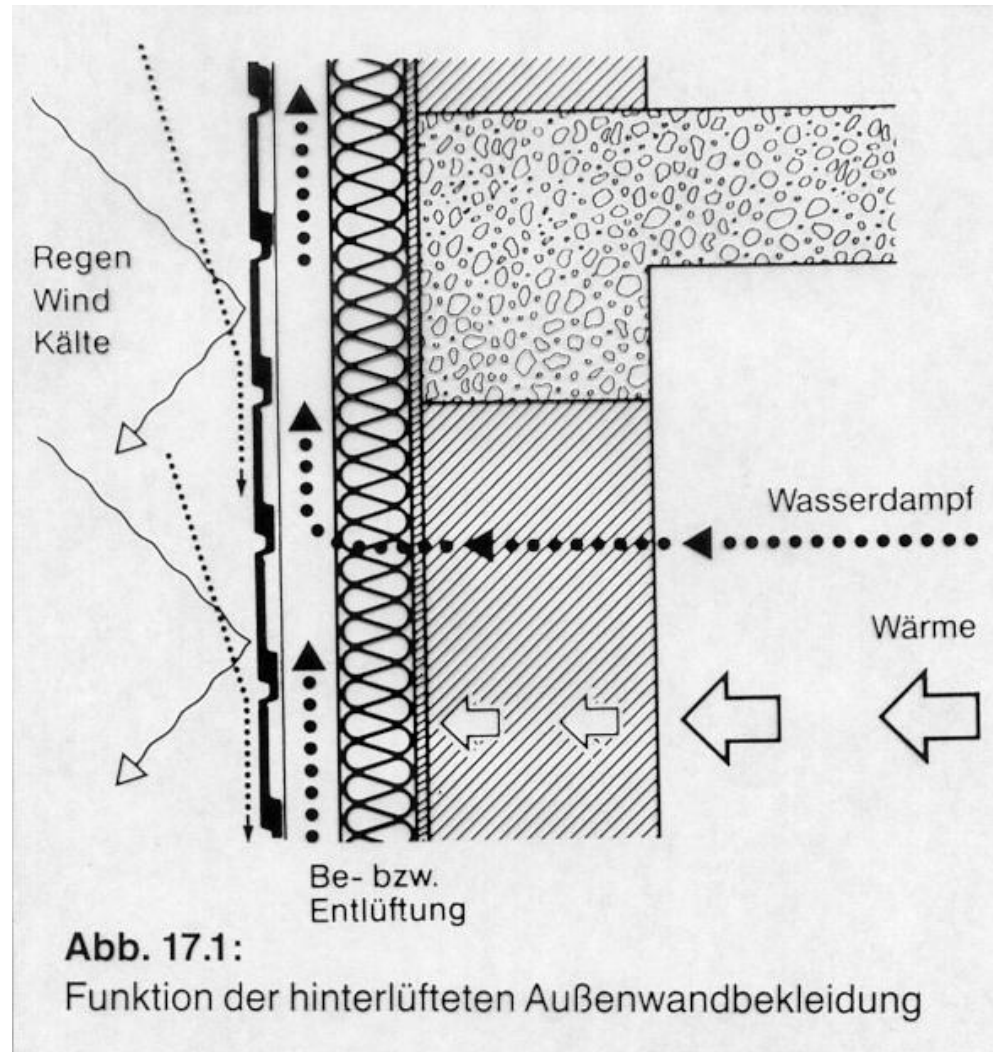 Regen
Wind
Kälte
Wasserdampf
Wärme
Be- bzw.
Entlüftung
Abb. 17.1:
Funktion der hinterlüfteten Außenwandbekleidung